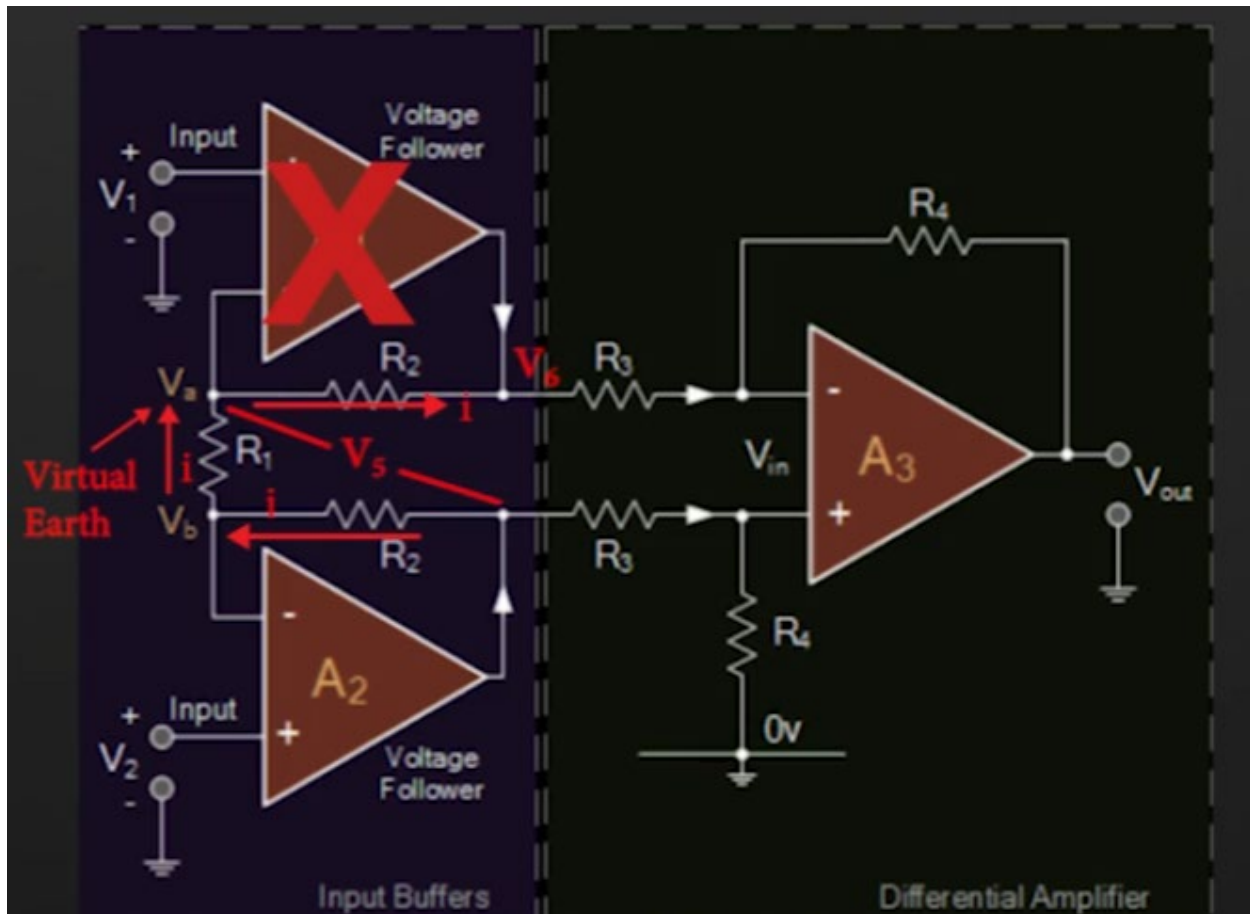 Voltage
Follower
Input
+
V₁
-
X
R₂
V₆
R₃
R₄
Vₐ
i
Virtual
Earth
i
R₁
V₅
-
Vᵢₙ
A₃
+
Vₒᵤₜ
V_b
i
R₂
R₃
-
A₂
+
R₄
0v
Input
+
V₂
-
Voltage
Follower
Input Buffers
Differential Amplifier